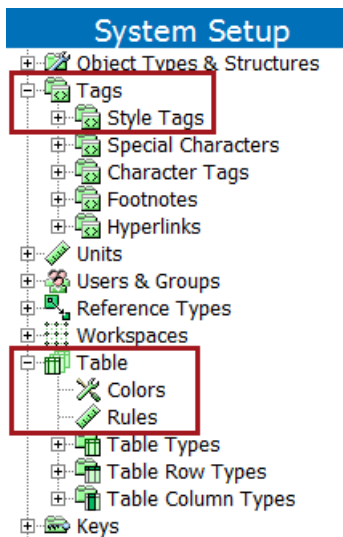 System Setup
Object Types & Structures
Tags
Style Tags
Special Characters
Character Tags
Footnotes
Hyperlinks
Units
Users & Groups
Reference Types
Workspaces
Table
Colors
Rules
Table Types
Table Row Types
Table Column Types
Keys